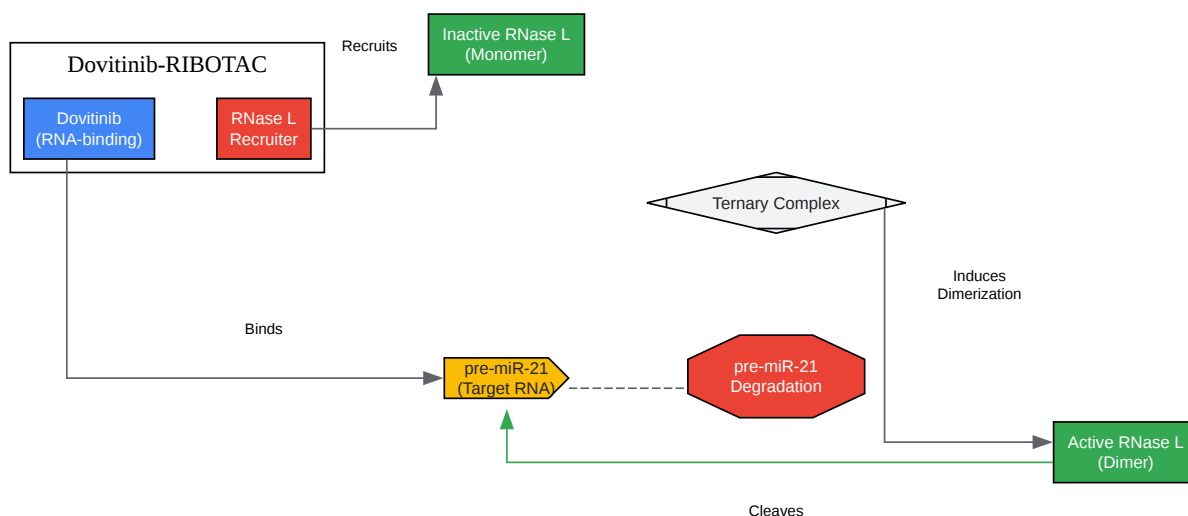 Recruits
Inactive RNase L
(Monomer)
Dovitinib-RIBOTAC
Dovitinib
(RNA-binding)
RNase L
Recruiter
Ternary Complex
Induces
Dimerization
Binds
pre-miR-21
(Target RNA)
pre-miR-21
Degradation
Active RNase L
(Dimer)
Cleaves